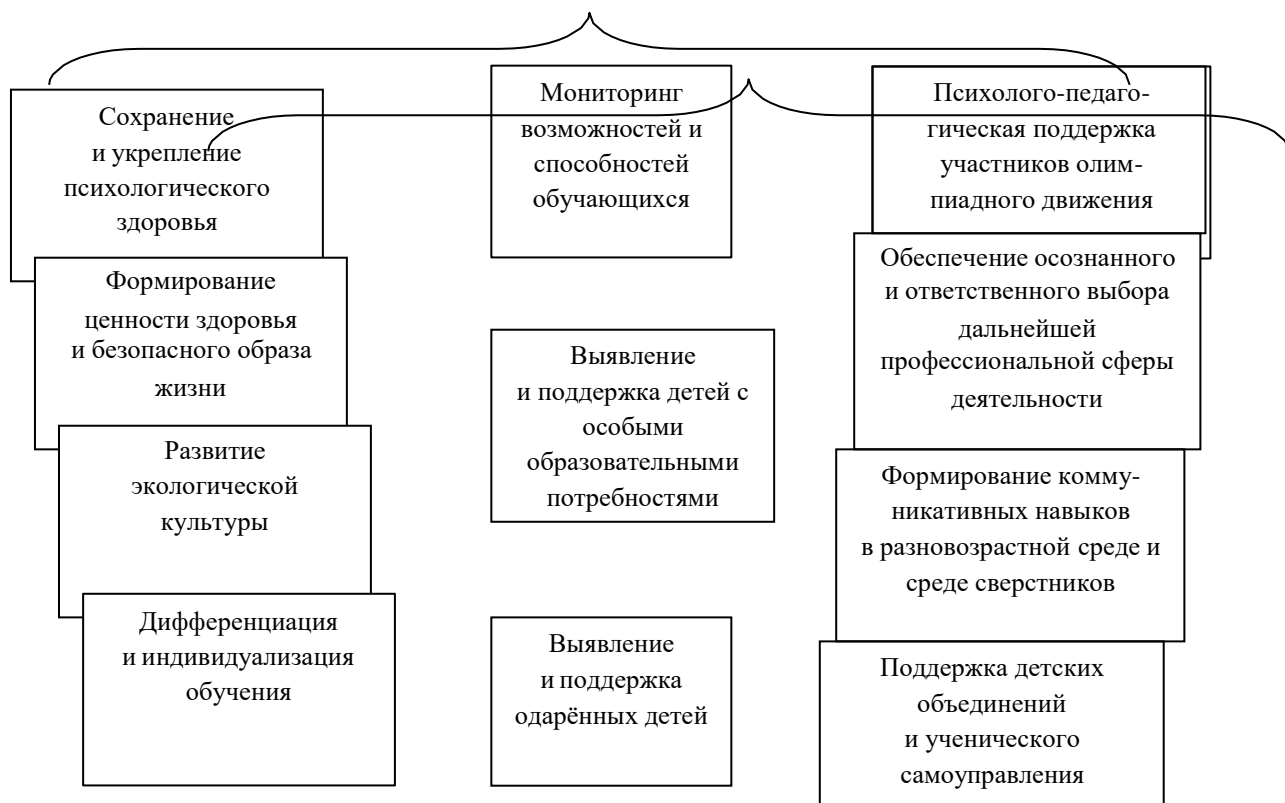 Сохранение
и укрепление
психологического
здоровья
Формирование
ценности здоровья
и безопасного образа
жизни
Развитие
экологической
культуры
Дифференциация
и индивидуализация
обучения
Мониторинг
возможностей и
способностей
обучающихся
Выявление
и поддержка детей с
особыми
образовательными
потребностями
Выявление
и поддержка
одарённых детей
Психолого-педаго-
гическая поддержка
участников олим-
пиадного движения
Обеспечение осознанного
и ответственного выбора
дальнейшей
профессиональной сферы
деятельности
Формирование комму-
никативных навыков
в разновозрастной среде и
среде сверстников
Поддержка детских
объединений
и ученического
самоуправления